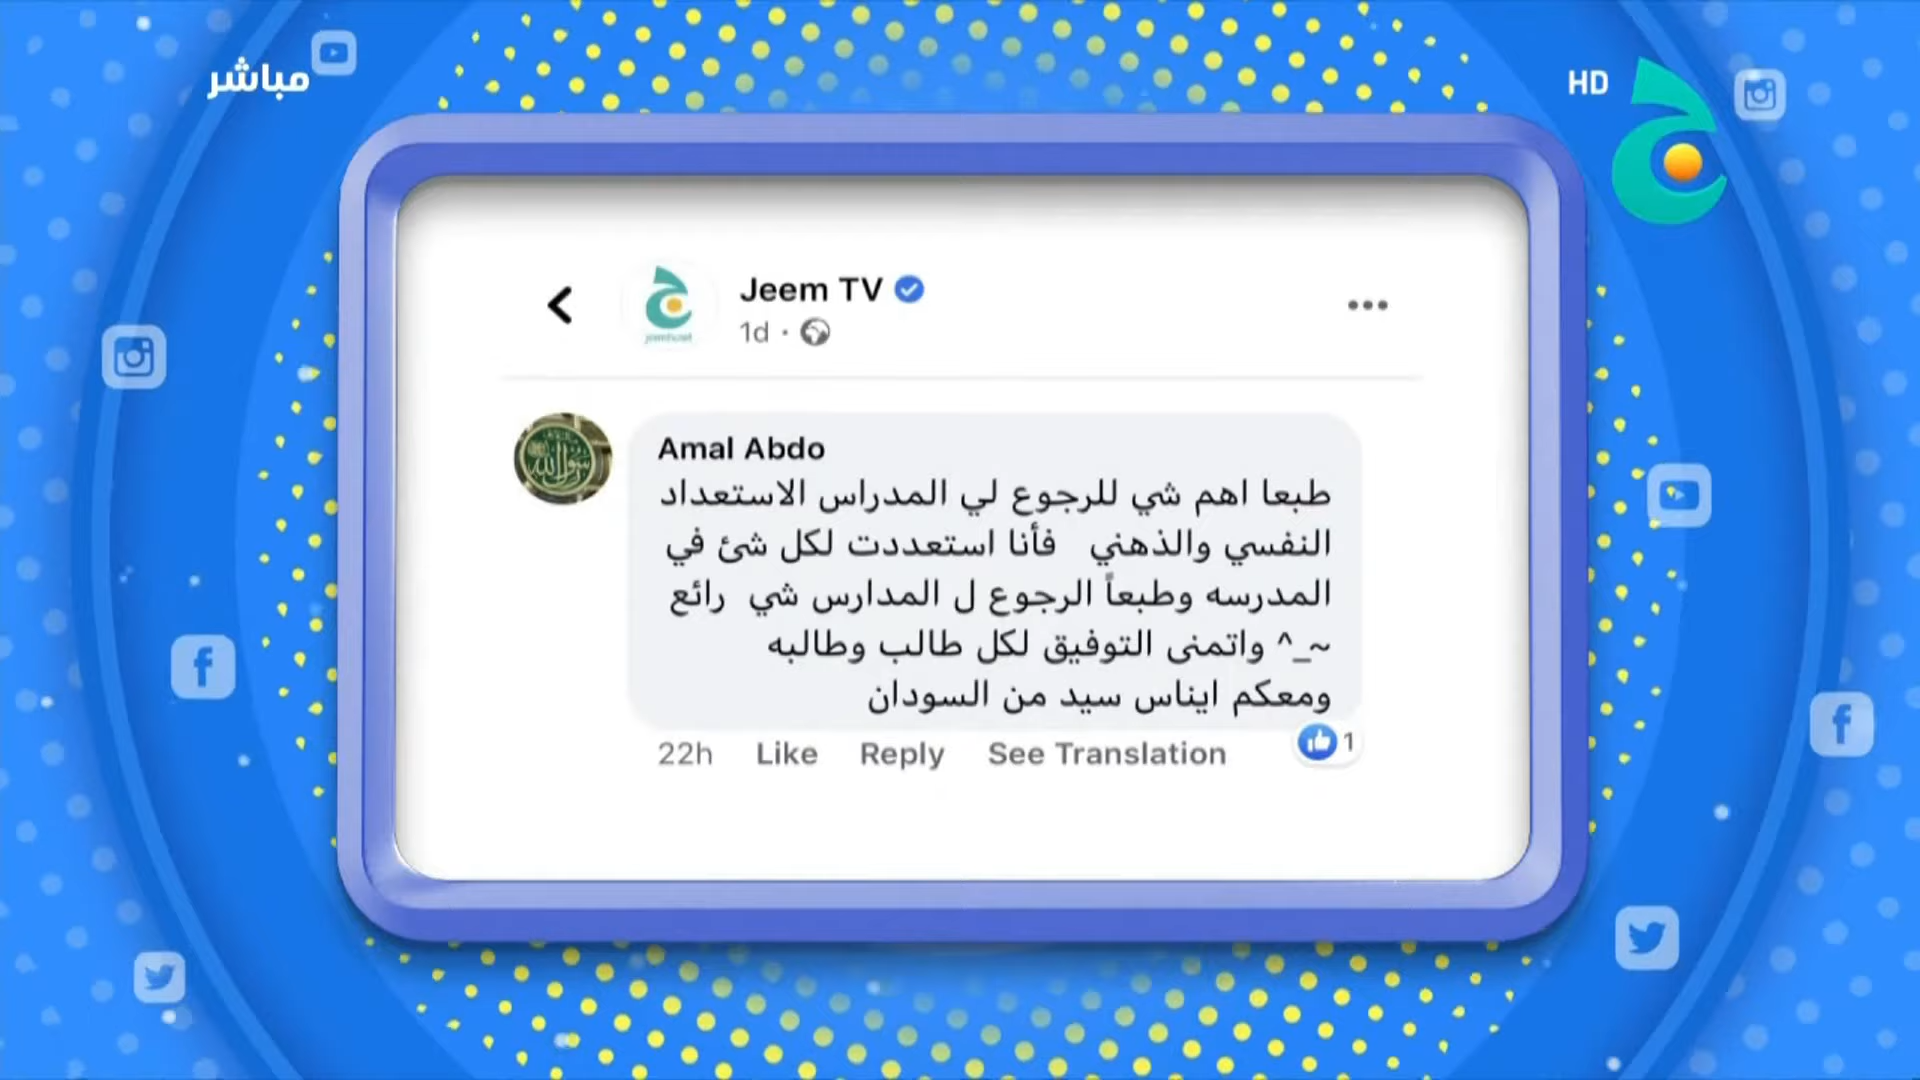 مباشر
HD
Jeem TV
1d
Amal Abdo
طبعا اهم شي للرجوع لي المدراس الاستعداد
النفسي والذهني فأنا استعددت لكل شئ في
المدرسه وطبعاً الرجوع ل المدارس شي رائع
~_^ واتمنى التوفيق لكل طالب وطالبه
ومعكم ايناس سيد من السودان
22h Like Reply See Translation 1